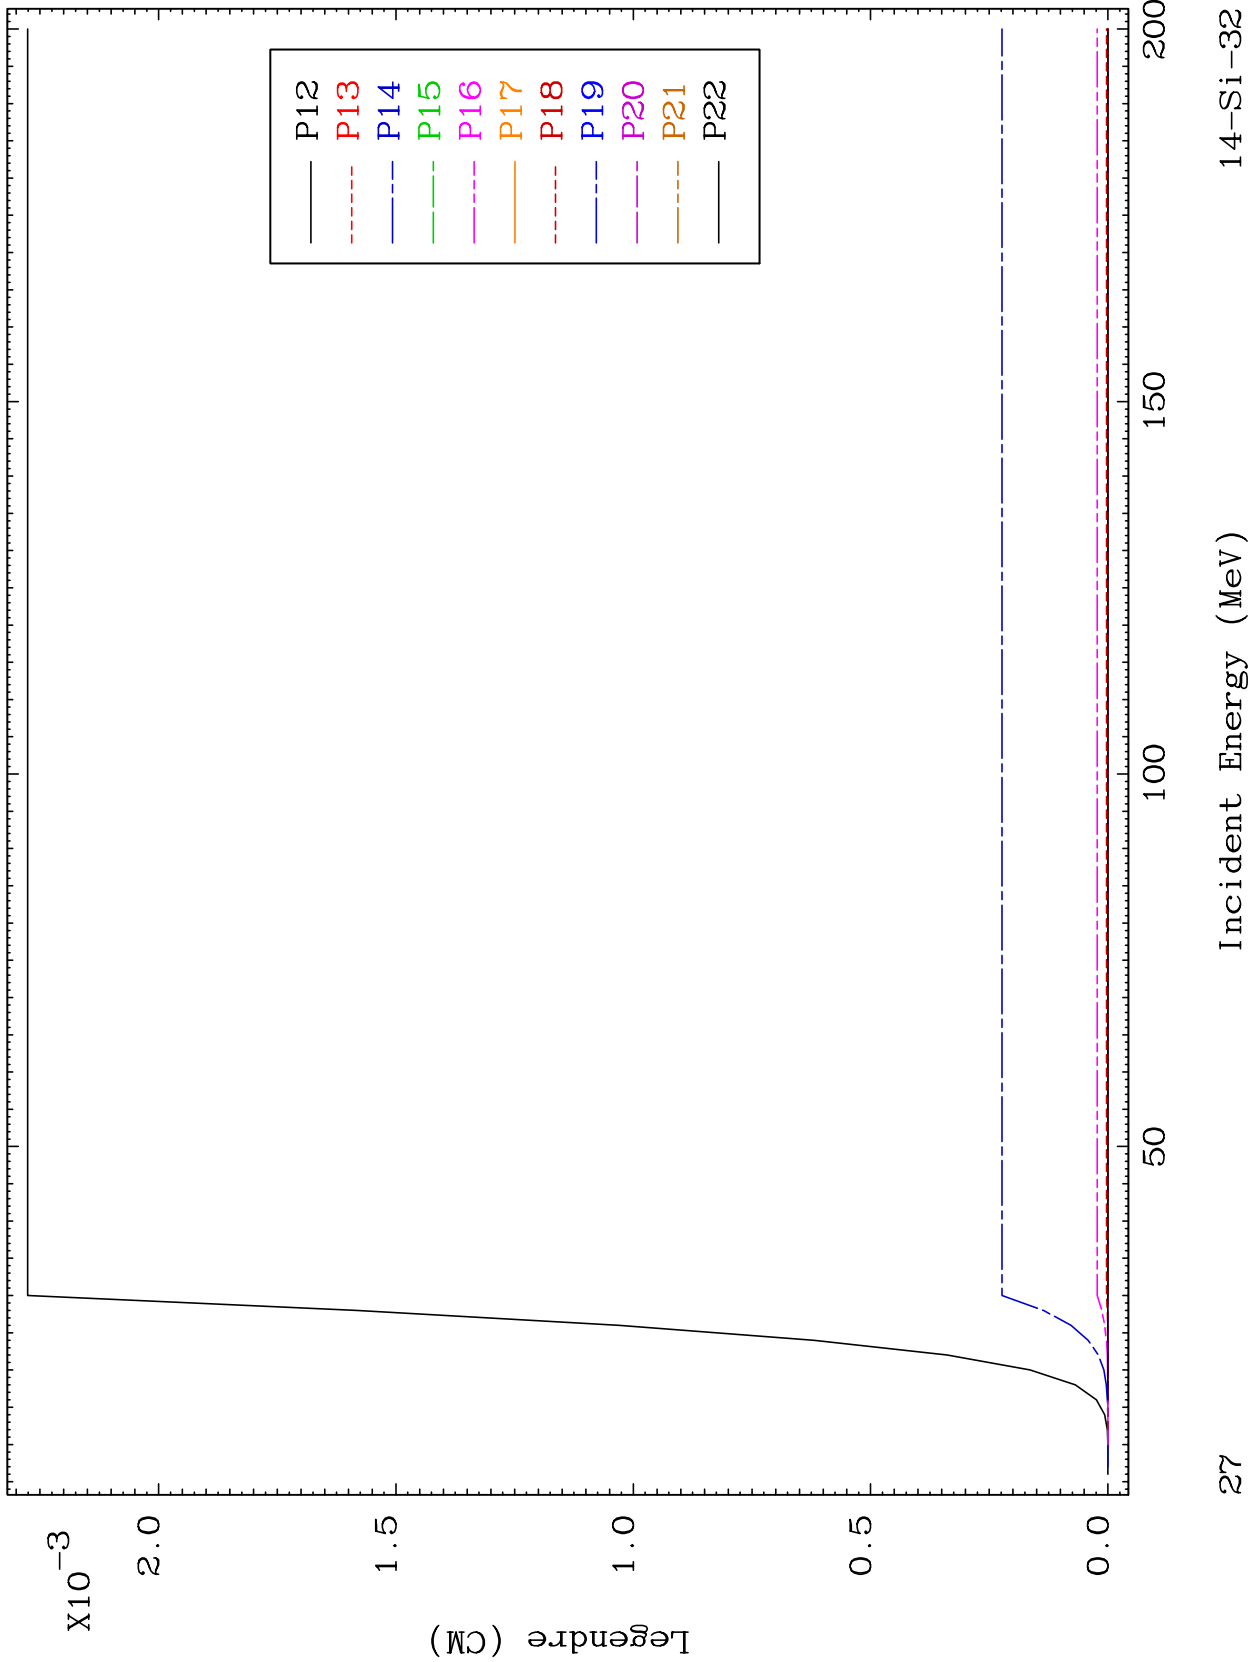 X10-3
2.0
1.5
1.0
0.5
0.0
Legendre (CM)
P12
P13
P14
P15
P16
P17
P18
P19
P20
P21
P22
50
100
150
200
Incident Energy (MeV)
27
14-Si-32